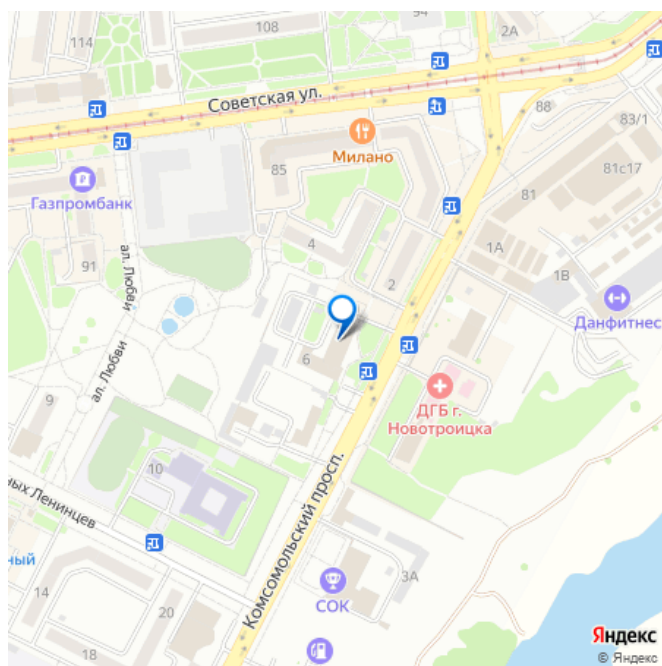 94
108
2А
114
Советская ул.
88
83/1
Милано
85
81с17
Газпромбанк
81
ал. Любви
4
1А
91
2
1В
Данфитнес
6
ал. Любви
ДГБ г.
Новотроицка
9
10
ных Ленинцев
Комсомольский просп.
ный
14
3А
СОК
20
18
Яндекс
© Яндекс